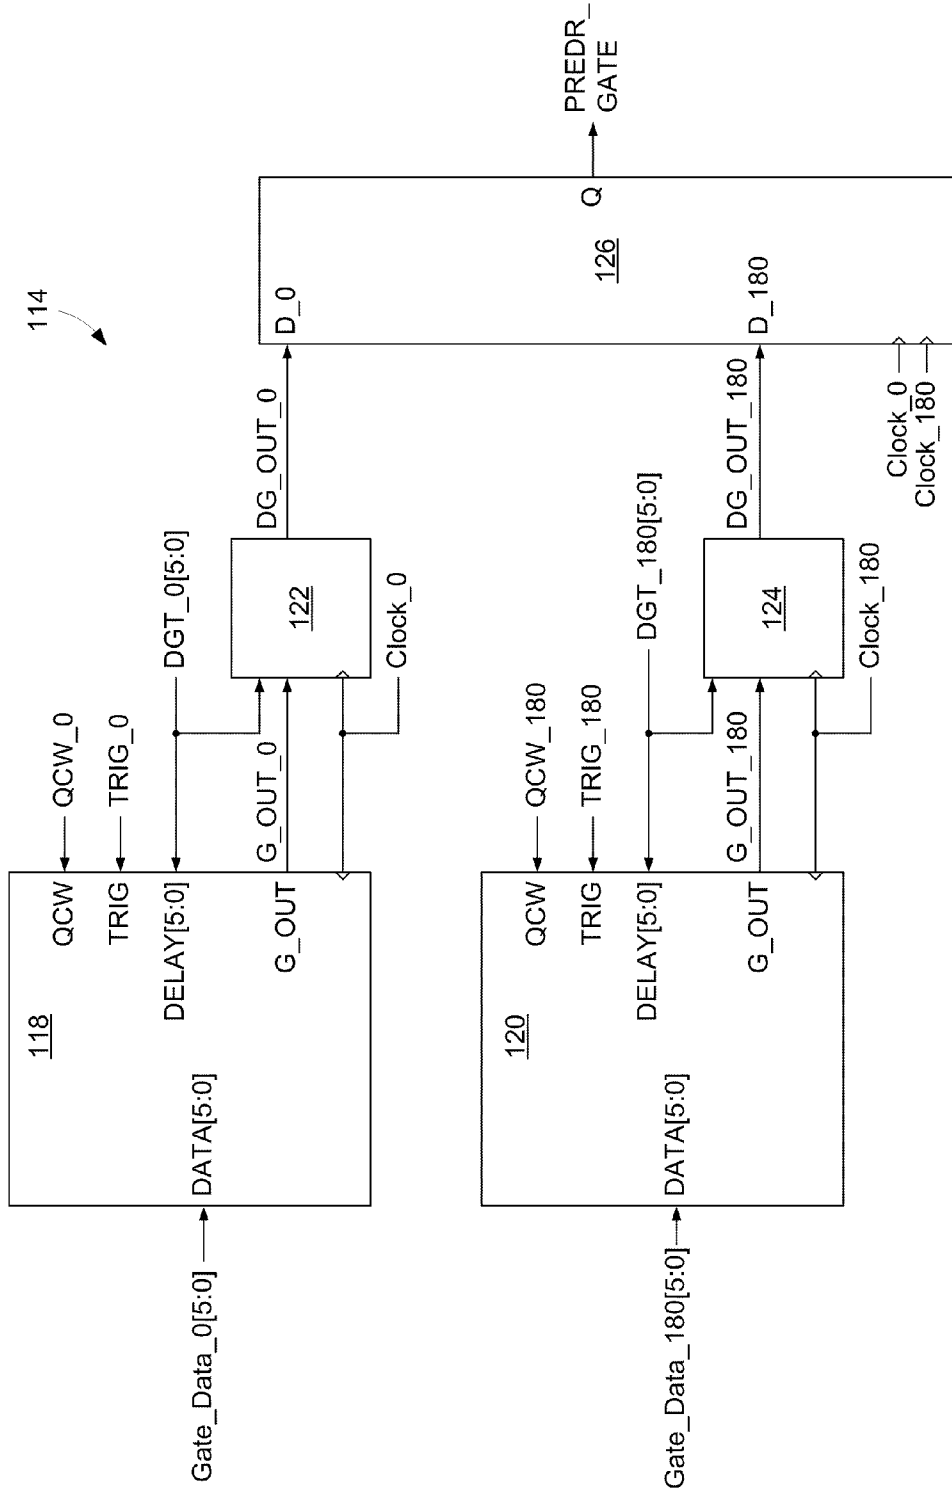 114
Gate_Data_0[5:0]
118
DATA[5:0]
QCW
TRIG
DELAY[5:0]
G_OUT
QCW_0
TRIG_0
DGT_0[5:0]
G_OUT_0
Clock_0
122
DG_OUT_0
Gate_Data_180[5:0]
120
DATA[5:0]
QCW
TRIG
DELAY[5:0]
G_OUT
QCW_180
TRIG_180
DGT_180[5:0]
G_OUT_180
Clock_180
124
DG_OUT_180
D_0
D_180
126
Q
Clock_0
Clock_180
PREDR_
GATE